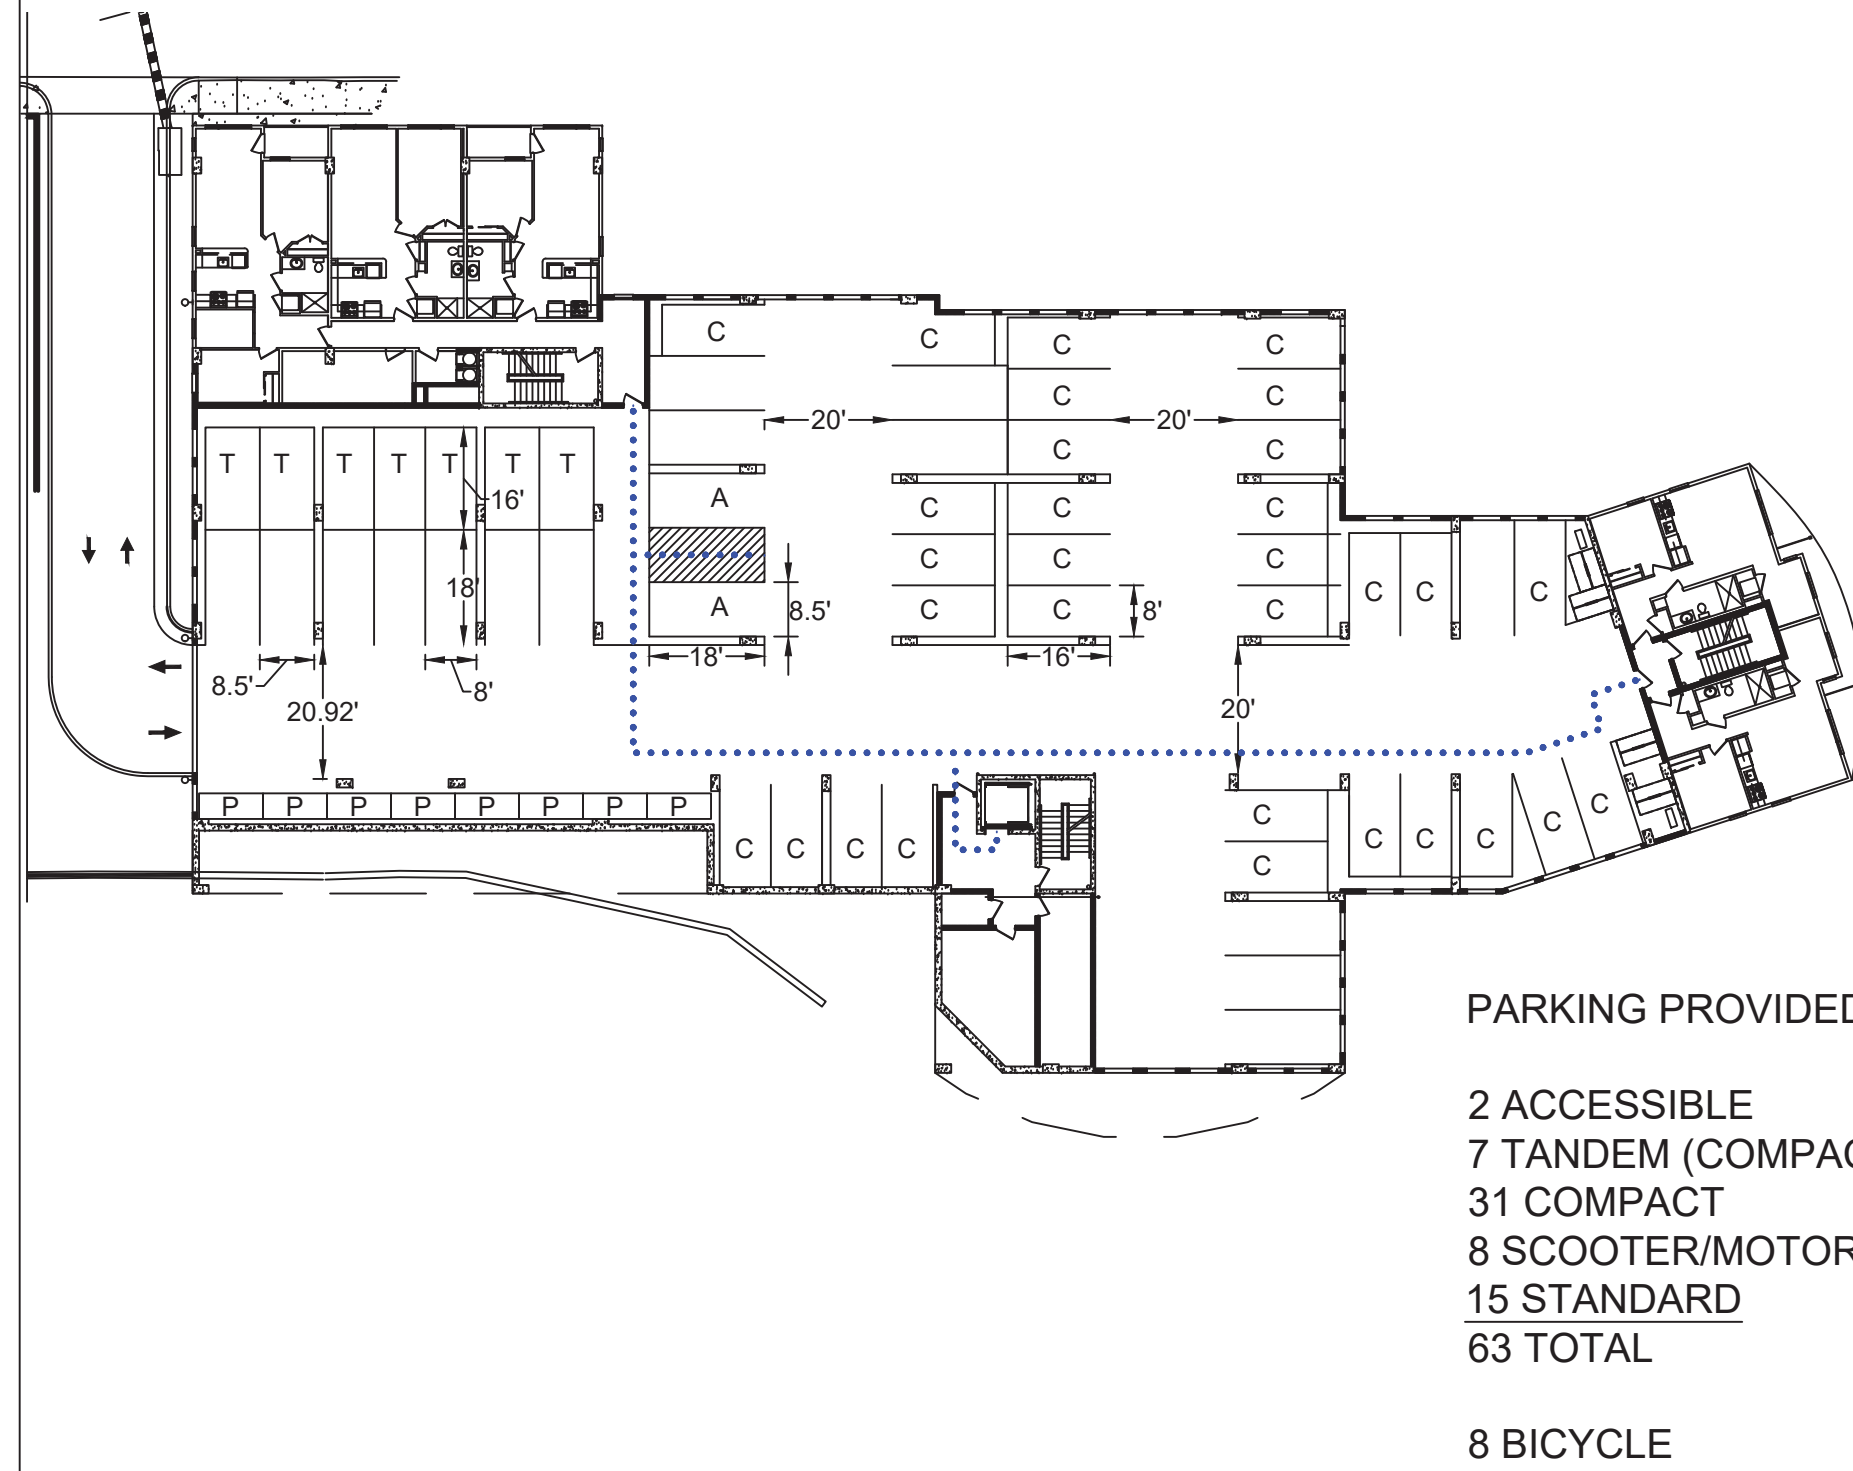 C C C C
C C
20' 20'
C C
T T T T T T T
16'
A C C C
C C C
18'
C C C
A 8.5' C C 8' C
18' 16'
8.5' 8'
20.92' 20'
P P P P P P P P
C C C
C C C C C C C
C
PARKING PROVIDED
2 ACCESSIBLE
7 TANDEM (COMPAC
31 COMPACT
8 SCOOTER/MOTOR
15 STANDARD
63 TOTAL
8 BICYCLE